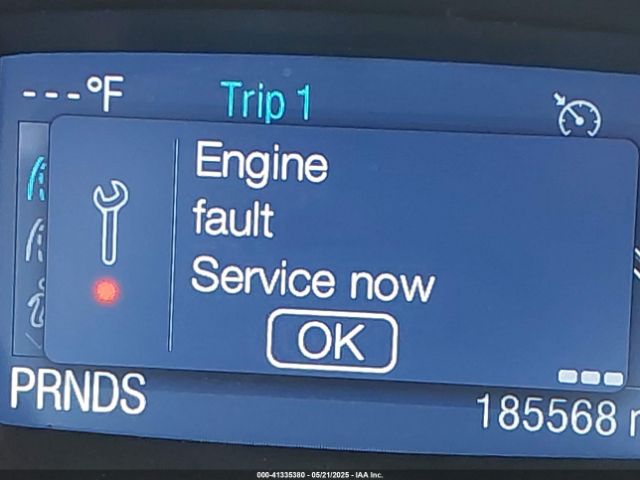 ---°F
Trip 1
Engine
fault
Service now
OK
PRNDS
185568
000-41335380 - 05/21/2025 - IAA Inc.